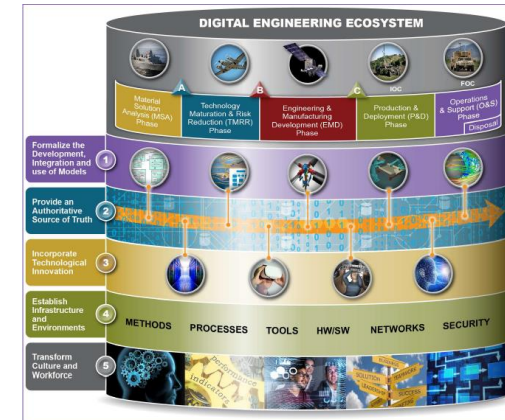 DIGITAL ENGINEERING ECOSYSTEM
IOC
FOC
A
B
C
Material
Solution
Analysis (MSA)
Phase
Technology
Maturation & Risk
Reduction (TMRR)
Phase
Engineering &
Manufacturing
Development (EMD)
Phase
Production &
Deployment (P&D)
Phase
Operations
& Support (O&S)
Phase
Disposal
Formalize the
Development,
Integration and
use of Models
1
Provide an
Authoritative
Source of Truth
2
Incorporate
Technological
Innovation
3
Establish
Infrastructure
and
Environments
4
METHODS PROCESSES TOOLS HW/SW NETWORKS SECURITY
Transform
Culture and
Workforce
5
Performance
Indicators
SOLUTION
TEAMWORK
SUCCESS